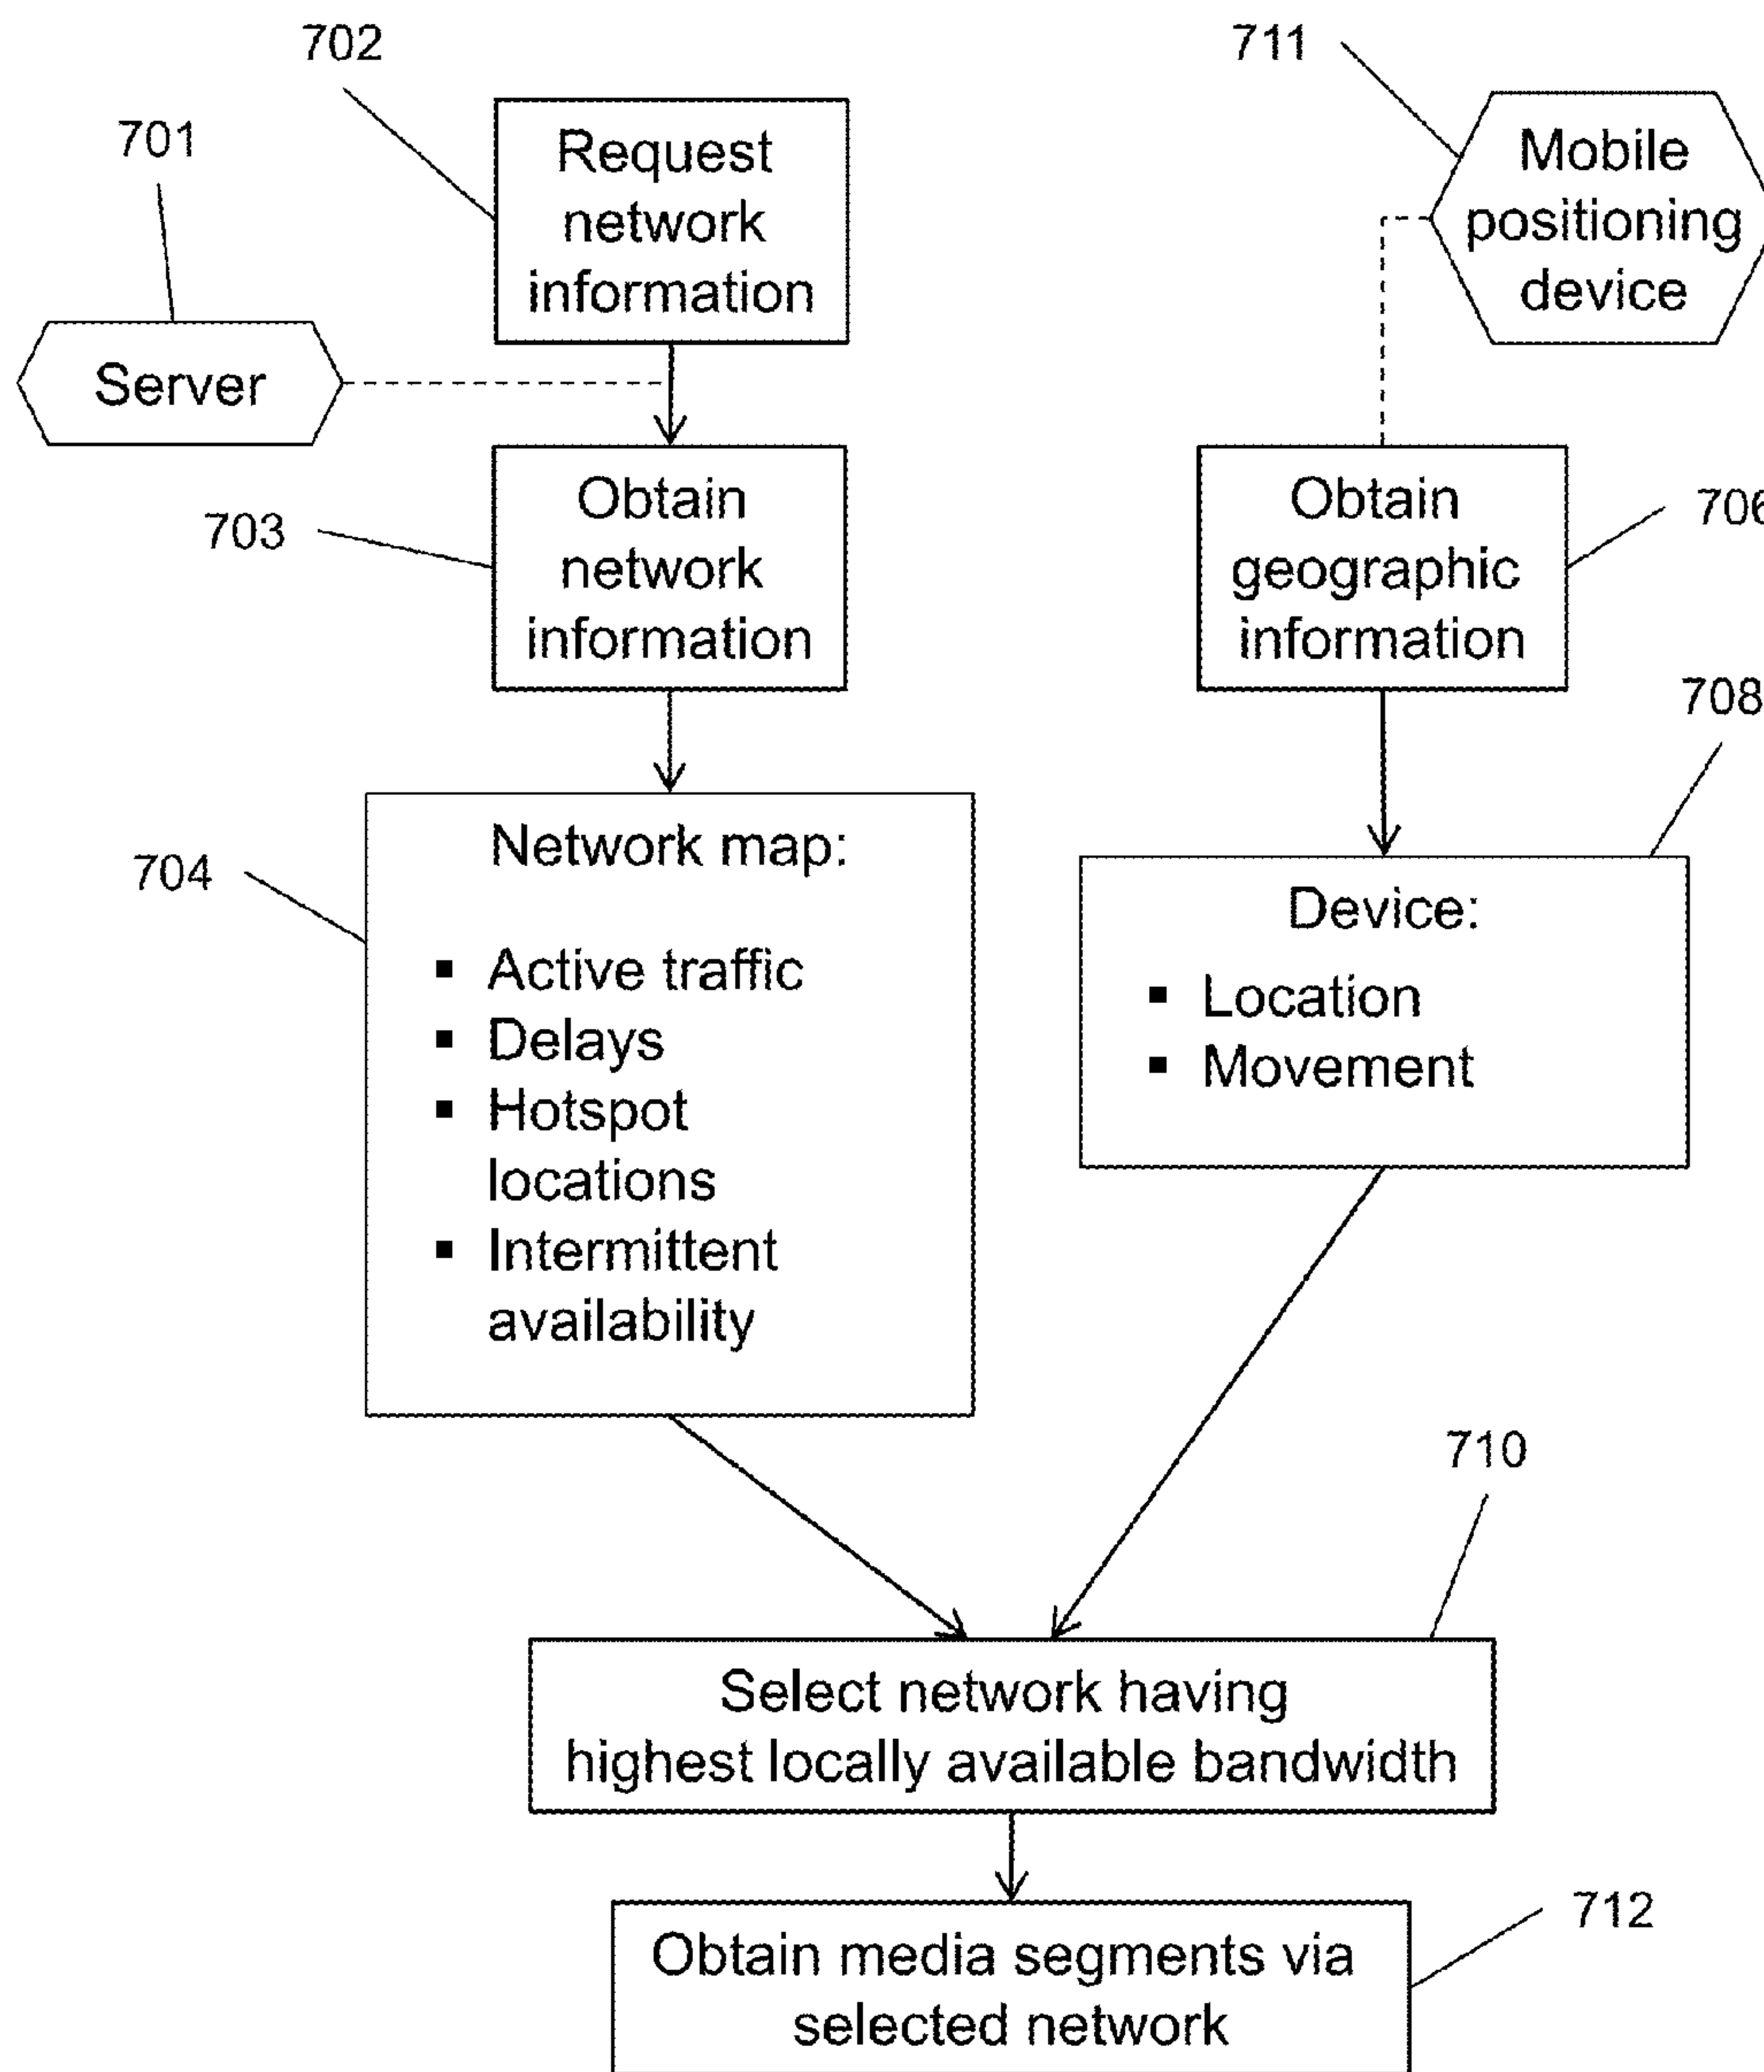 702
711
701
Request
network
information
Mobile
positioning
device
Server
703
Obtain
network
information
Obtain
geographic
information
706
708
704
Network map:
▪ Active traffic
▪ Delays
▪ Hotspot
locations
▪ Intermittent
availability
Device:
▪ Location
▪ Movement
710
Select network having
highest locally available bandwidth
712
Obtain media segments via
selected network